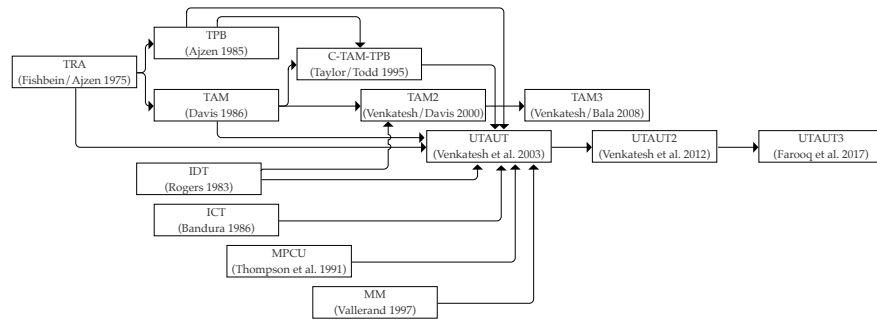 TPB
(Ajzen 1985)
C-TAM-TPB
(Taylor/Todd 1995)
TRA
(Fishbein/Ajzen 1975)
TAM
(Davis 1986)
TAM2
(Venkatesh/Davis 2000)
TAM3
(Venkatesh/Bala 2008)
UTAUT
(Venkatesh et al. 2003)
UTAUT2
(Venkatesh et al. 2012)
UTAUT3
(Farooq et al. 2017)
IDT
(Rogers 1983)
ICT
(Bandura 1986)
MPCU
(Thompson et al. 1991)
MM
(Vallerand 1997)